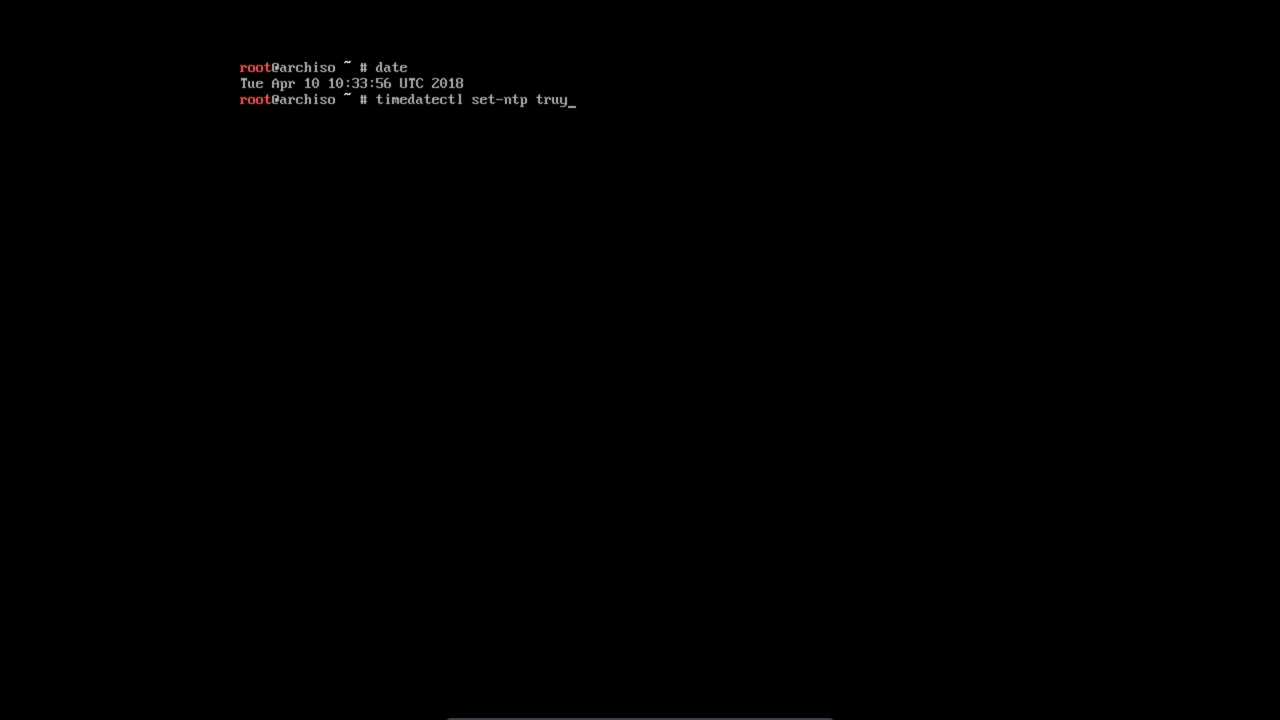 root@archiso ~ # date
Tue Apr 10 10:33:56 UTC 2018
root@archiso ~ # timedatectl set-ntp truy_